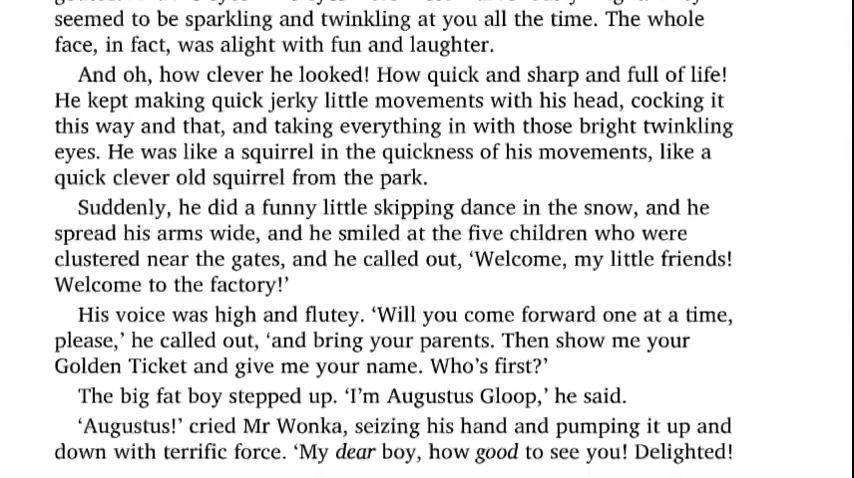 seemed to be sparkling and twinkling at you all the time. The whole
face, in fact, was alight with fun and laughter.
And oh, how clever he looked! How quick and sharp and full of life!
He kept making quick jerky little movements with his head, cocking it
this way and that, and taking everything in with those bright twinkling
eyes. He was like a squirrel in the quickness of his movements, like a
quick clever old squirrel from the park.
Suddenly, he did a funny little skipping dance in the snow, and he
spread his arms wide, and he smiled at the five children who were
clustered near the gates, and he called out, ‘Welcome, my little friends!
Welcome to the factory!’
His voice was high and flutey. ‘Will you come forward one at a time,
please,’ he called out, ‘and bring your parents. Then show me your
Golden Ticket and give me your name. Who’s first?’
The big fat boy stepped up. ‘I’m Augustus Gloop,’ he said.
‘Augustus!’ cried Mr Wonka, seizing his hand and pumping it up and
down with terrific force. ‘My dear boy, how good to see you! Delighted!